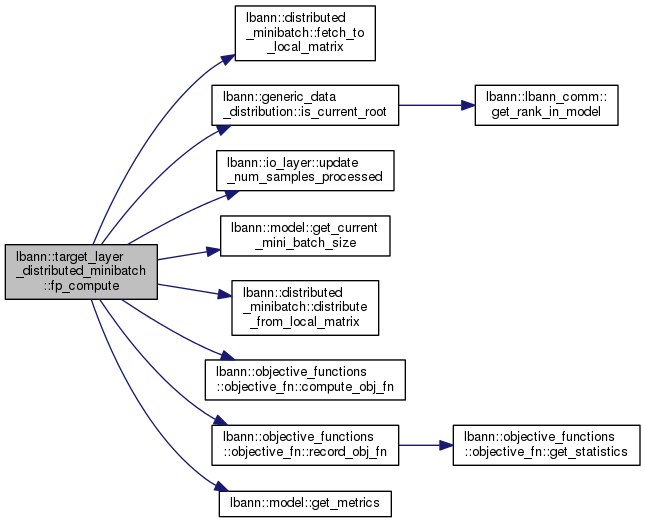 lbann::distributed
_minibatch::fetch_to
_local_matrix
lbann::generic_data
_distribution::is_current_root
lbann::lbann_comm::
get_rank_in_model
lbann::io_layer::update
_num_samples_processed
lbann::model::get_current
_mini_batch_size
lbann::target_layer
_distributed_minibatch
::fp_compute
lbann::distributed
_minibatch::distribute
_from_local_matrix
lbann::objective_functions
::objective_fn::compute_obj_fn
lbann::objective_functions
::objective_fn::record_obj_fn
lbann::objective_functions
::objective_fn::get_statistics
lbann::model::get_metrics